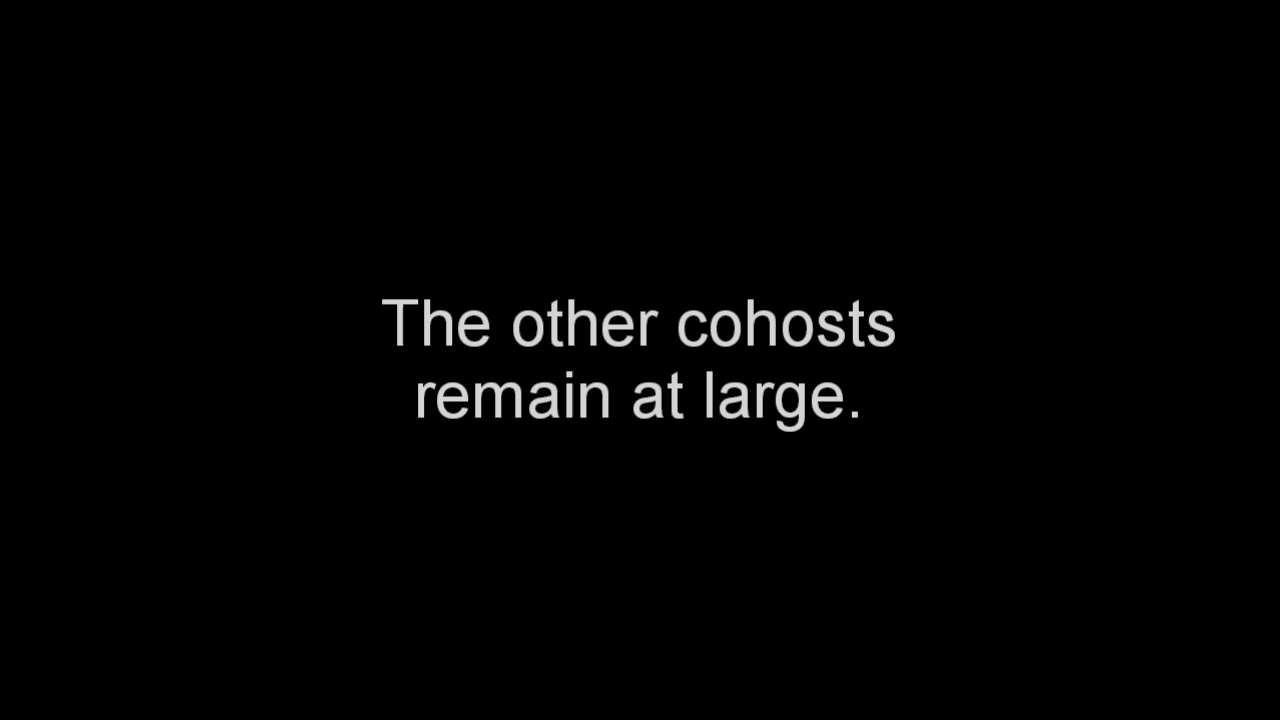 The other cohosts
remain at large.